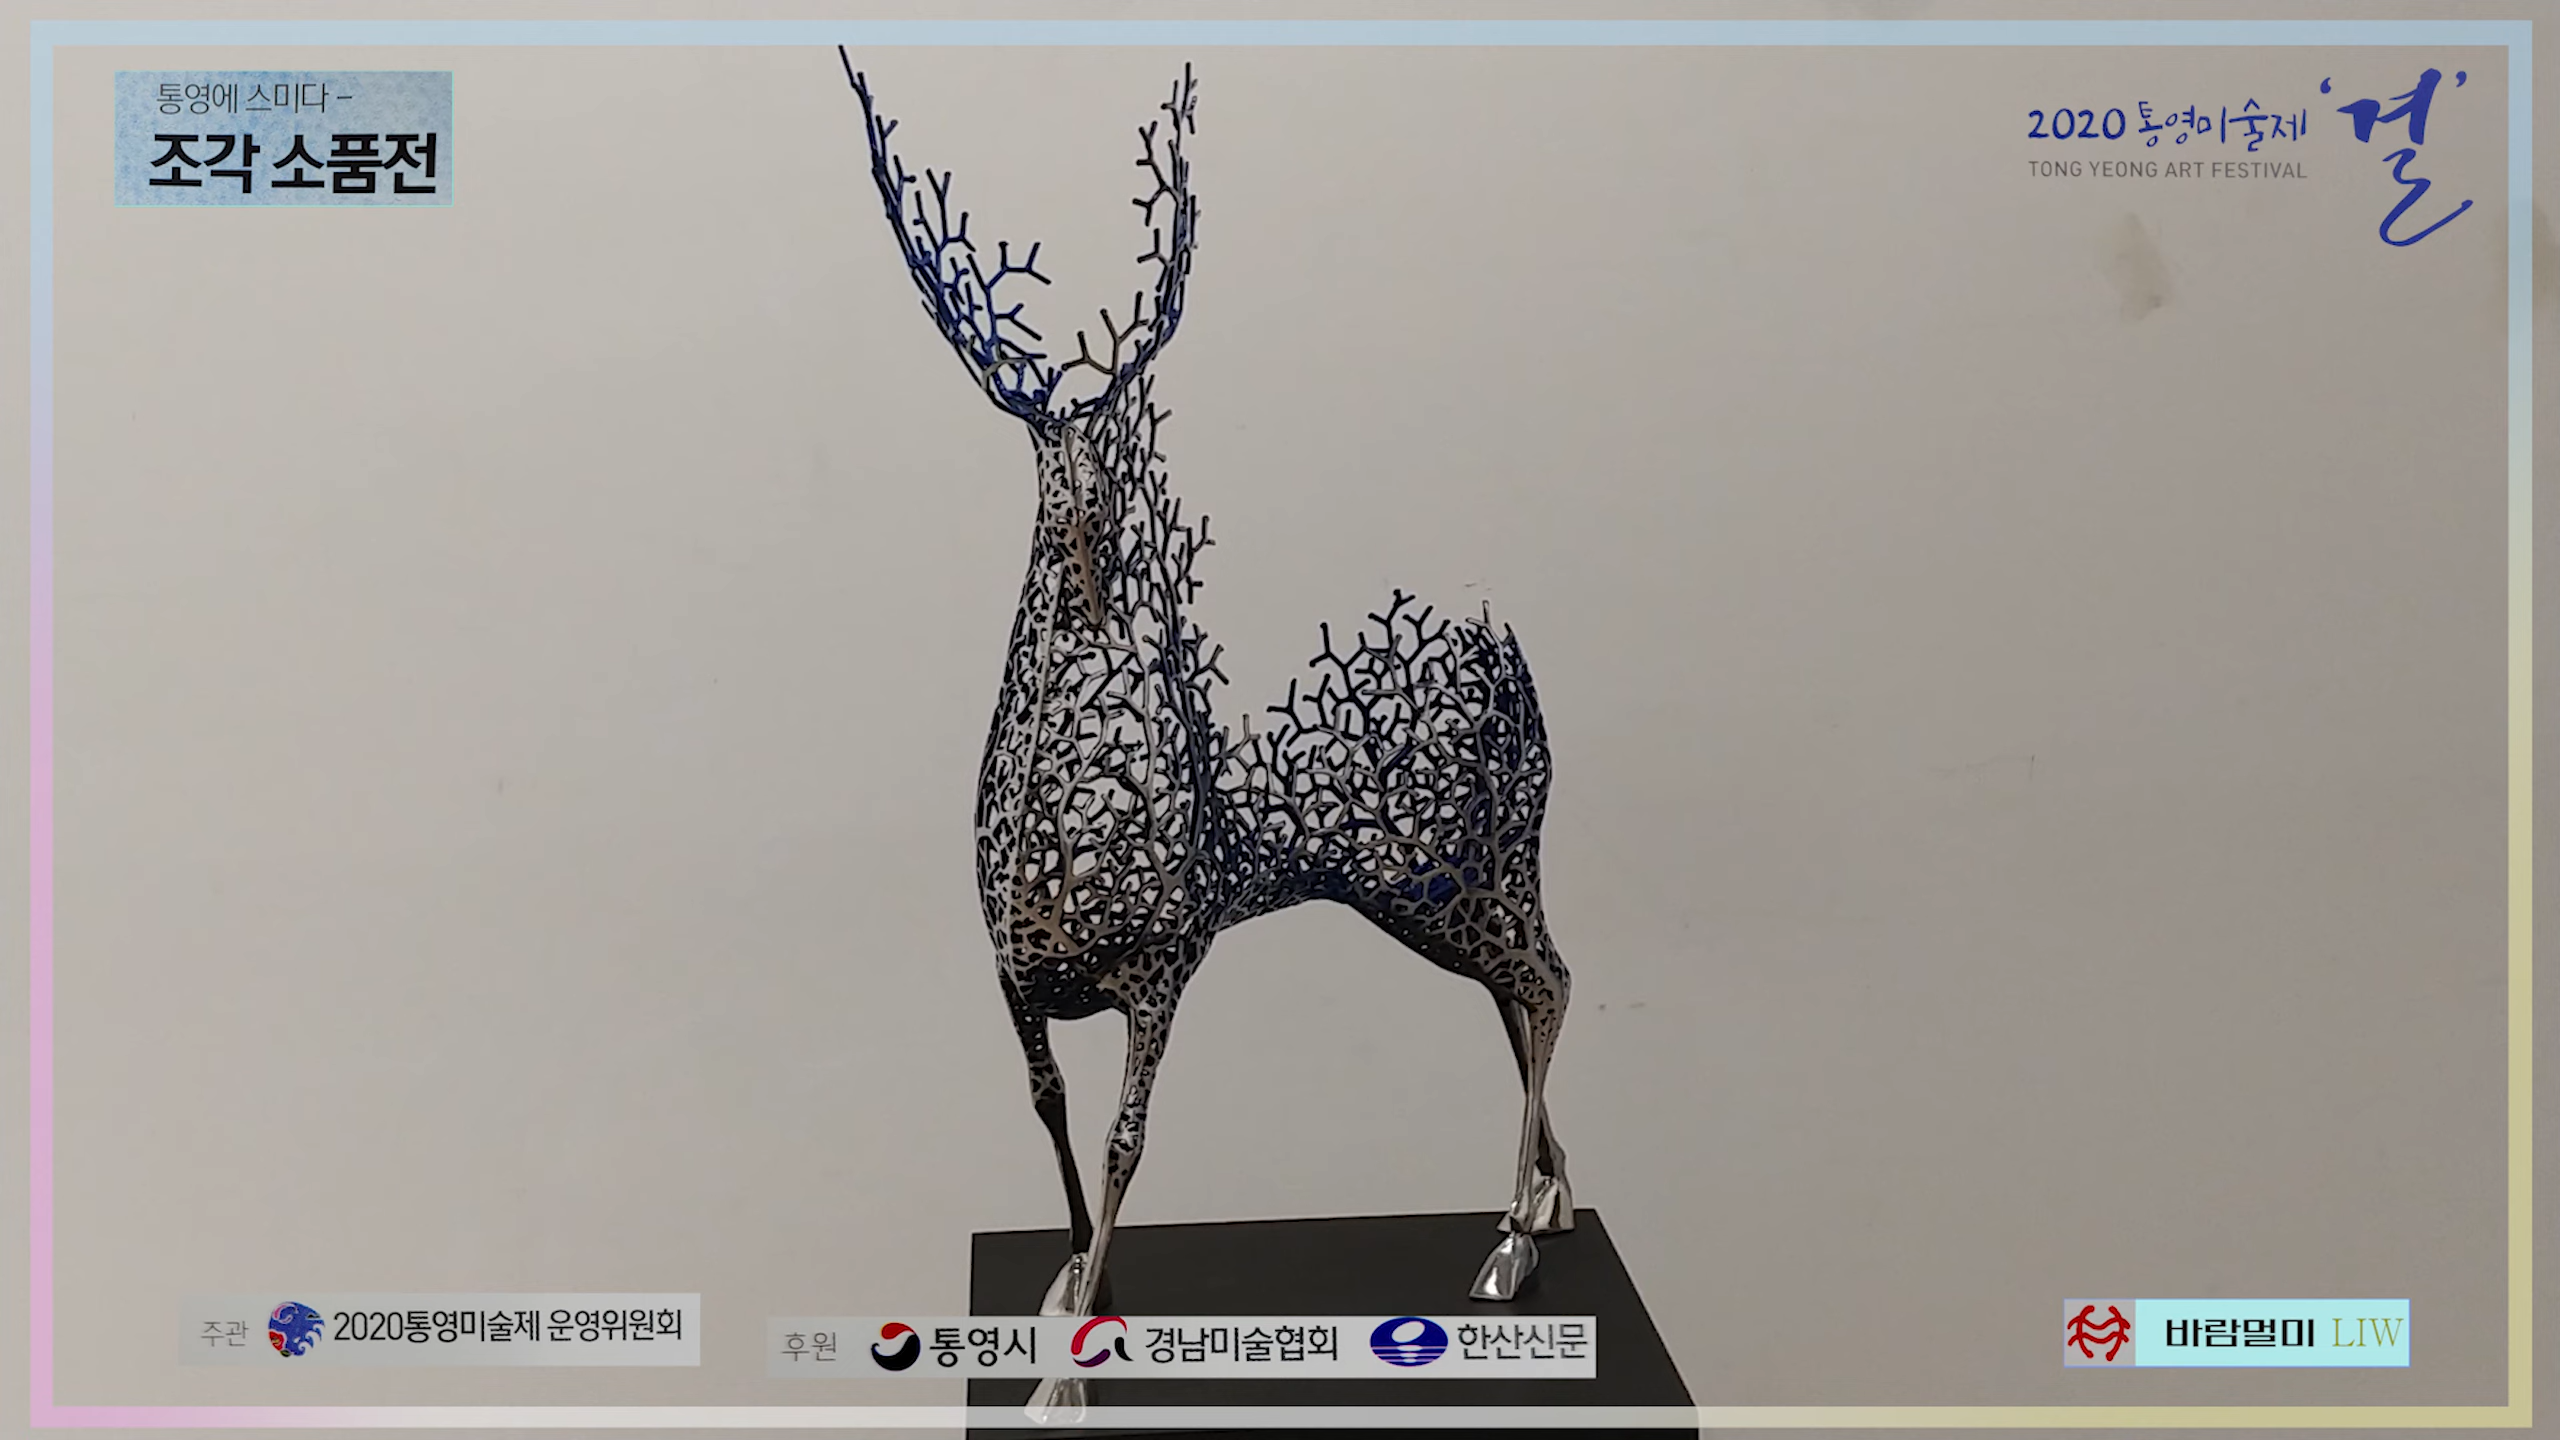 통영에 스미다 –
조각 소품전
2020 통영미술제 '결'
TONG YEONG ART FESTIVAL
주관 2020통영미술제 운영위원회
후원 통영시 경남미술협회 한산신문
바람멀미 LIW